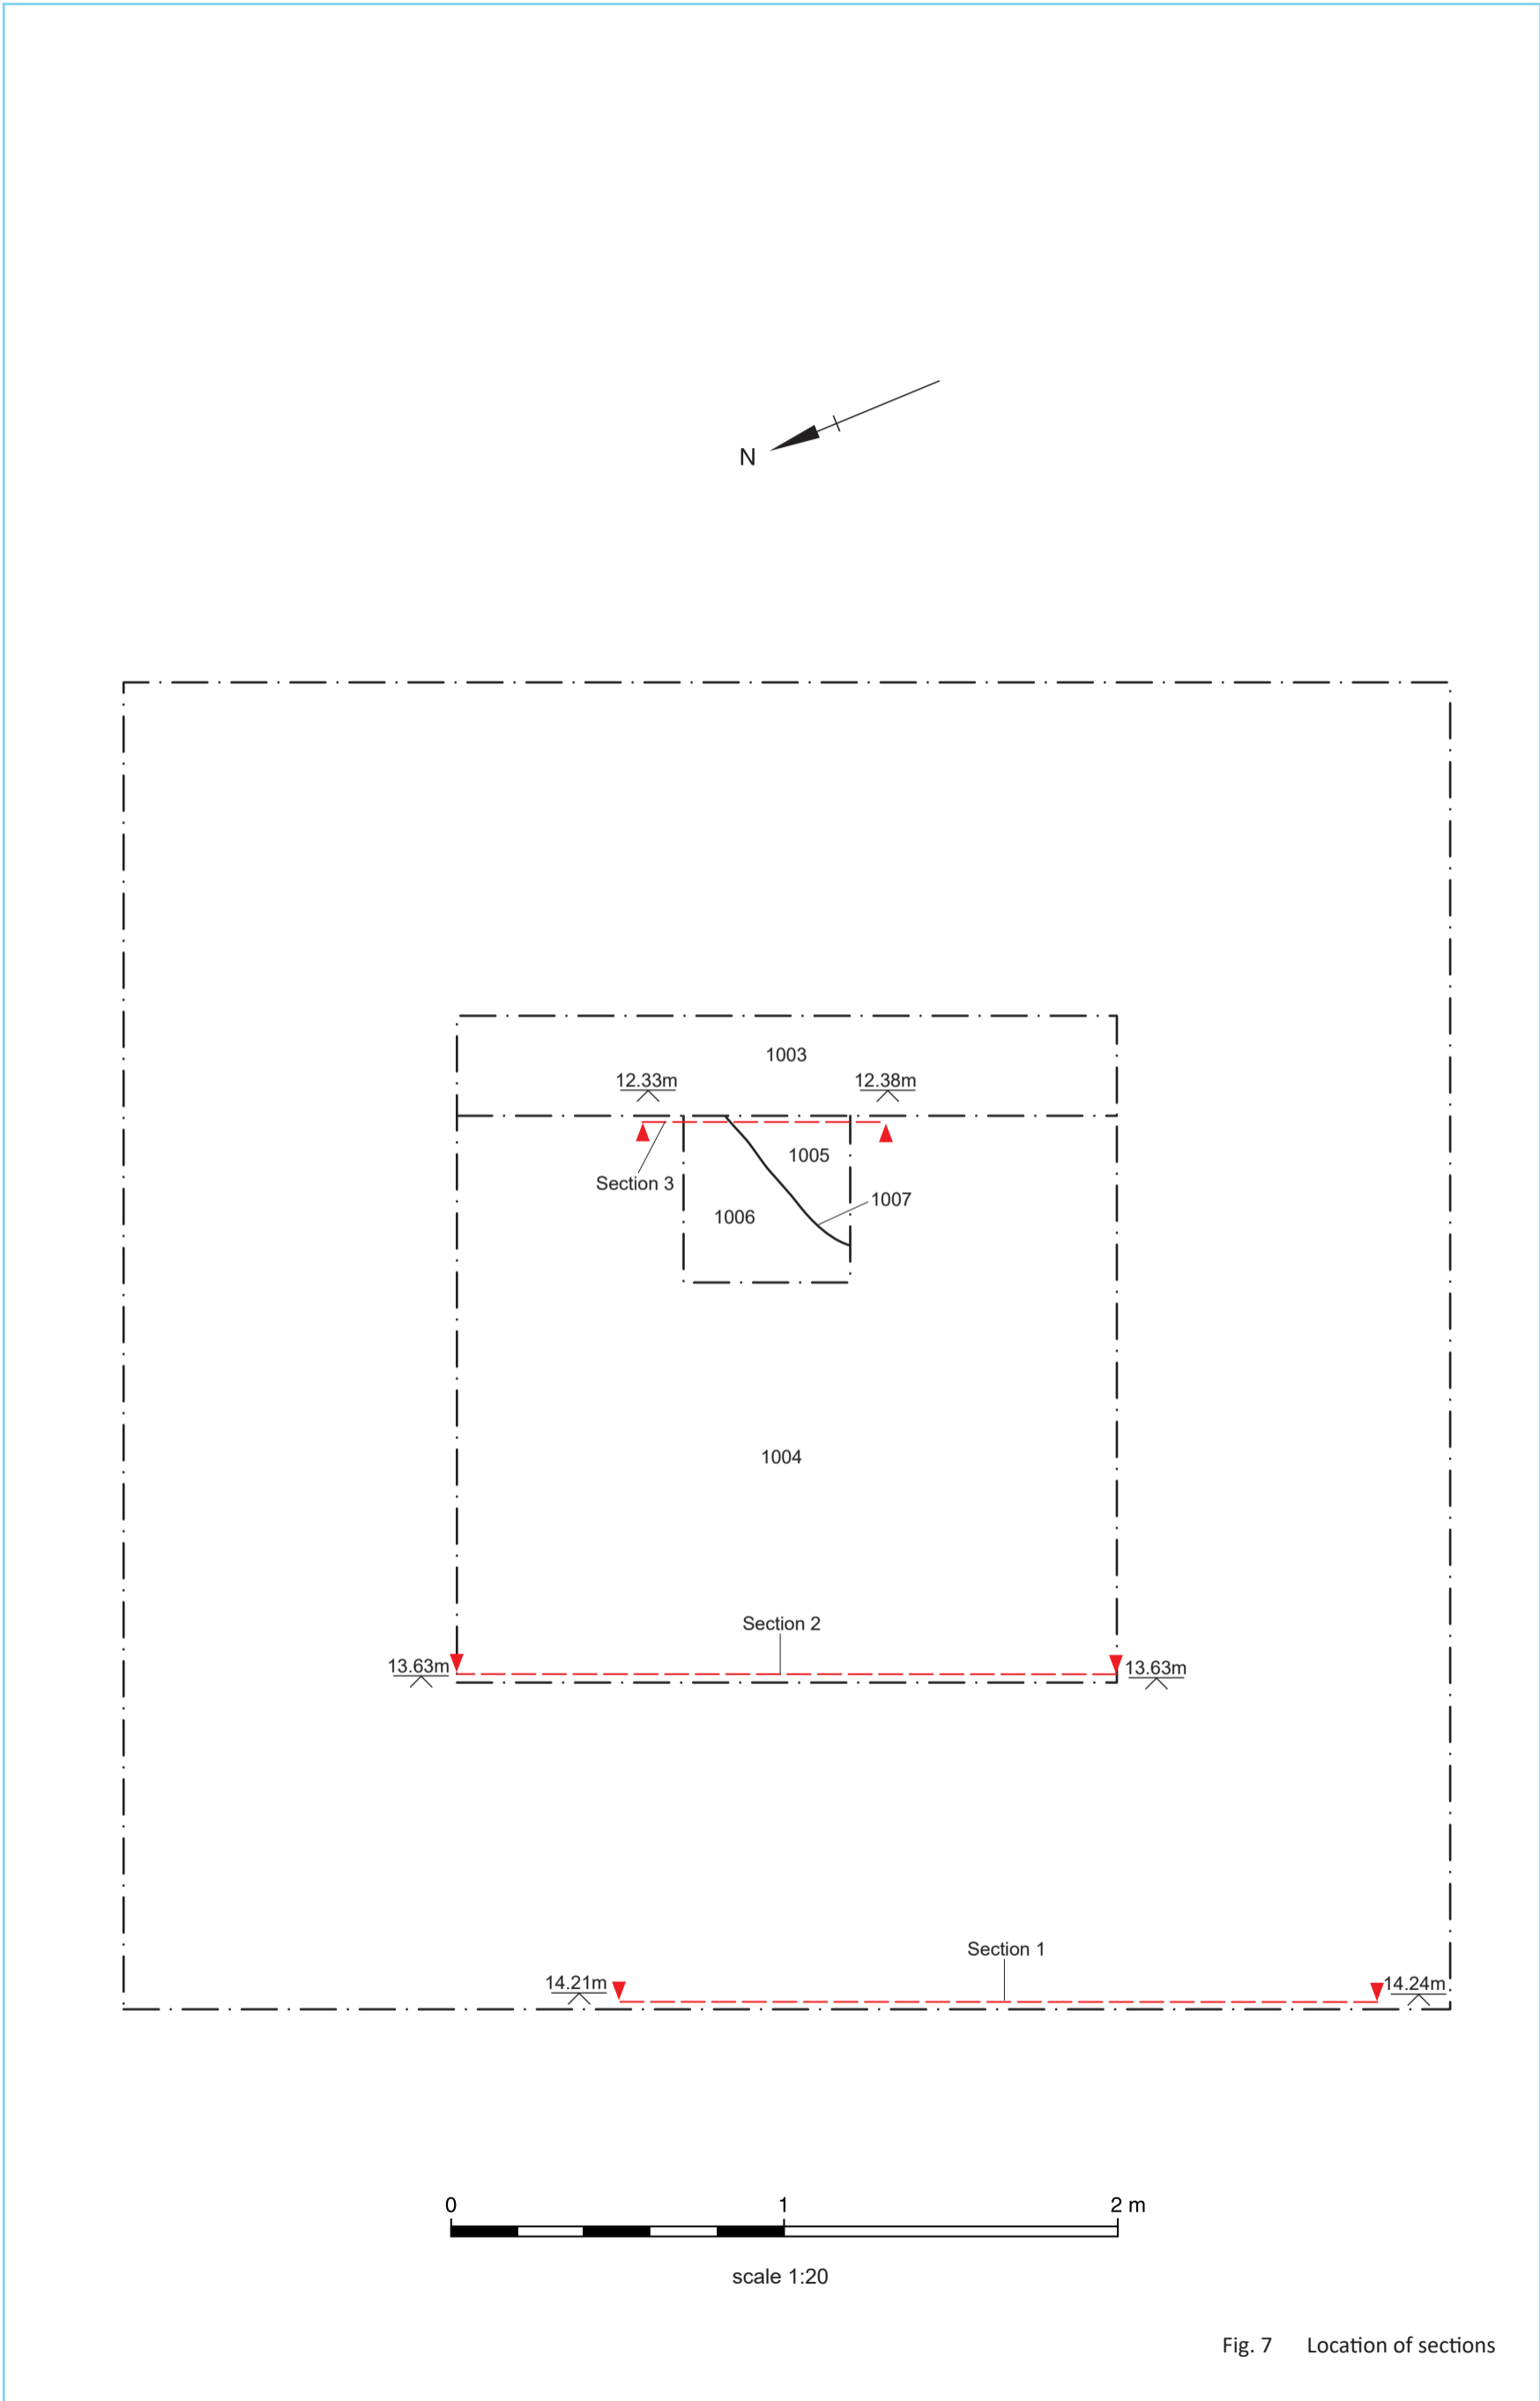 N
1003
12.33m
12.38m
1005
Section 3
1007
1006
1004
Section 2
13.63m
13.63m
Section 1
14.21m
14.24m
0 1 2 m
scale 1:20
Fig. 7 Location of sections